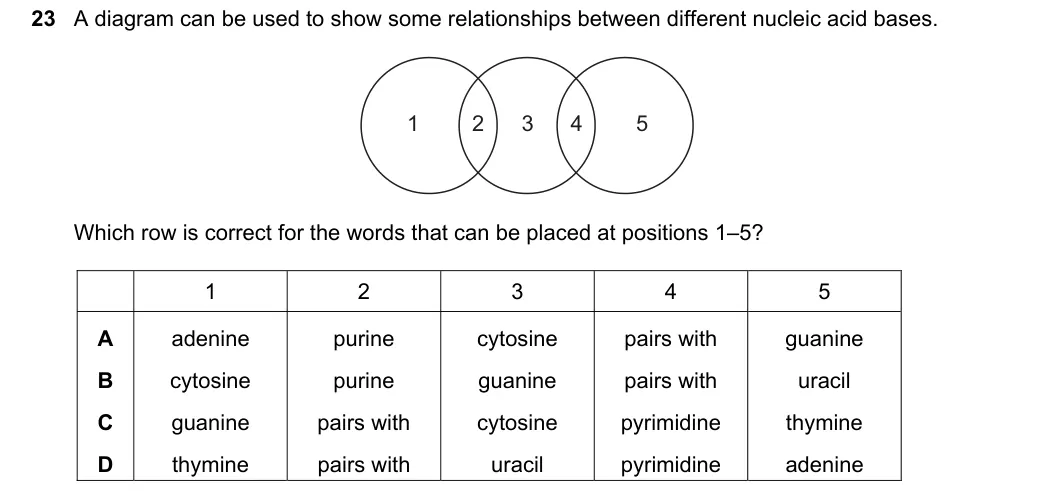 23 A diagram can be used to show some relationships between different nucleic acid bases.
1 2 3 4 5
Which row is correct for the words that can be placed at positions 1–5?
1 2 3 4 5
A adenine purine cytosine pairs with guanine
B cytosine purine guanine pairs with uracil
C guanine pairs with cytosine pyrimidine thymine
D thymine pairs with uracil pyrimidine adenine